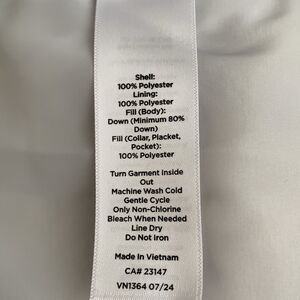 Shell:
100% Polyester
Lining:
100% Polyester
Fill (Body):
Down (Minimum 80%
Down)
Fill (Collar, Placket,
Pocket):
100% Polyester
Turn Garment Inside
Out
Machine Wash Cold
Gentle Cycle
Only Non-Chlorine
Bleach When Needed
Line Dry
Do Not Iron
Made In Vietnam
CA# 23147
VN1364 07/24